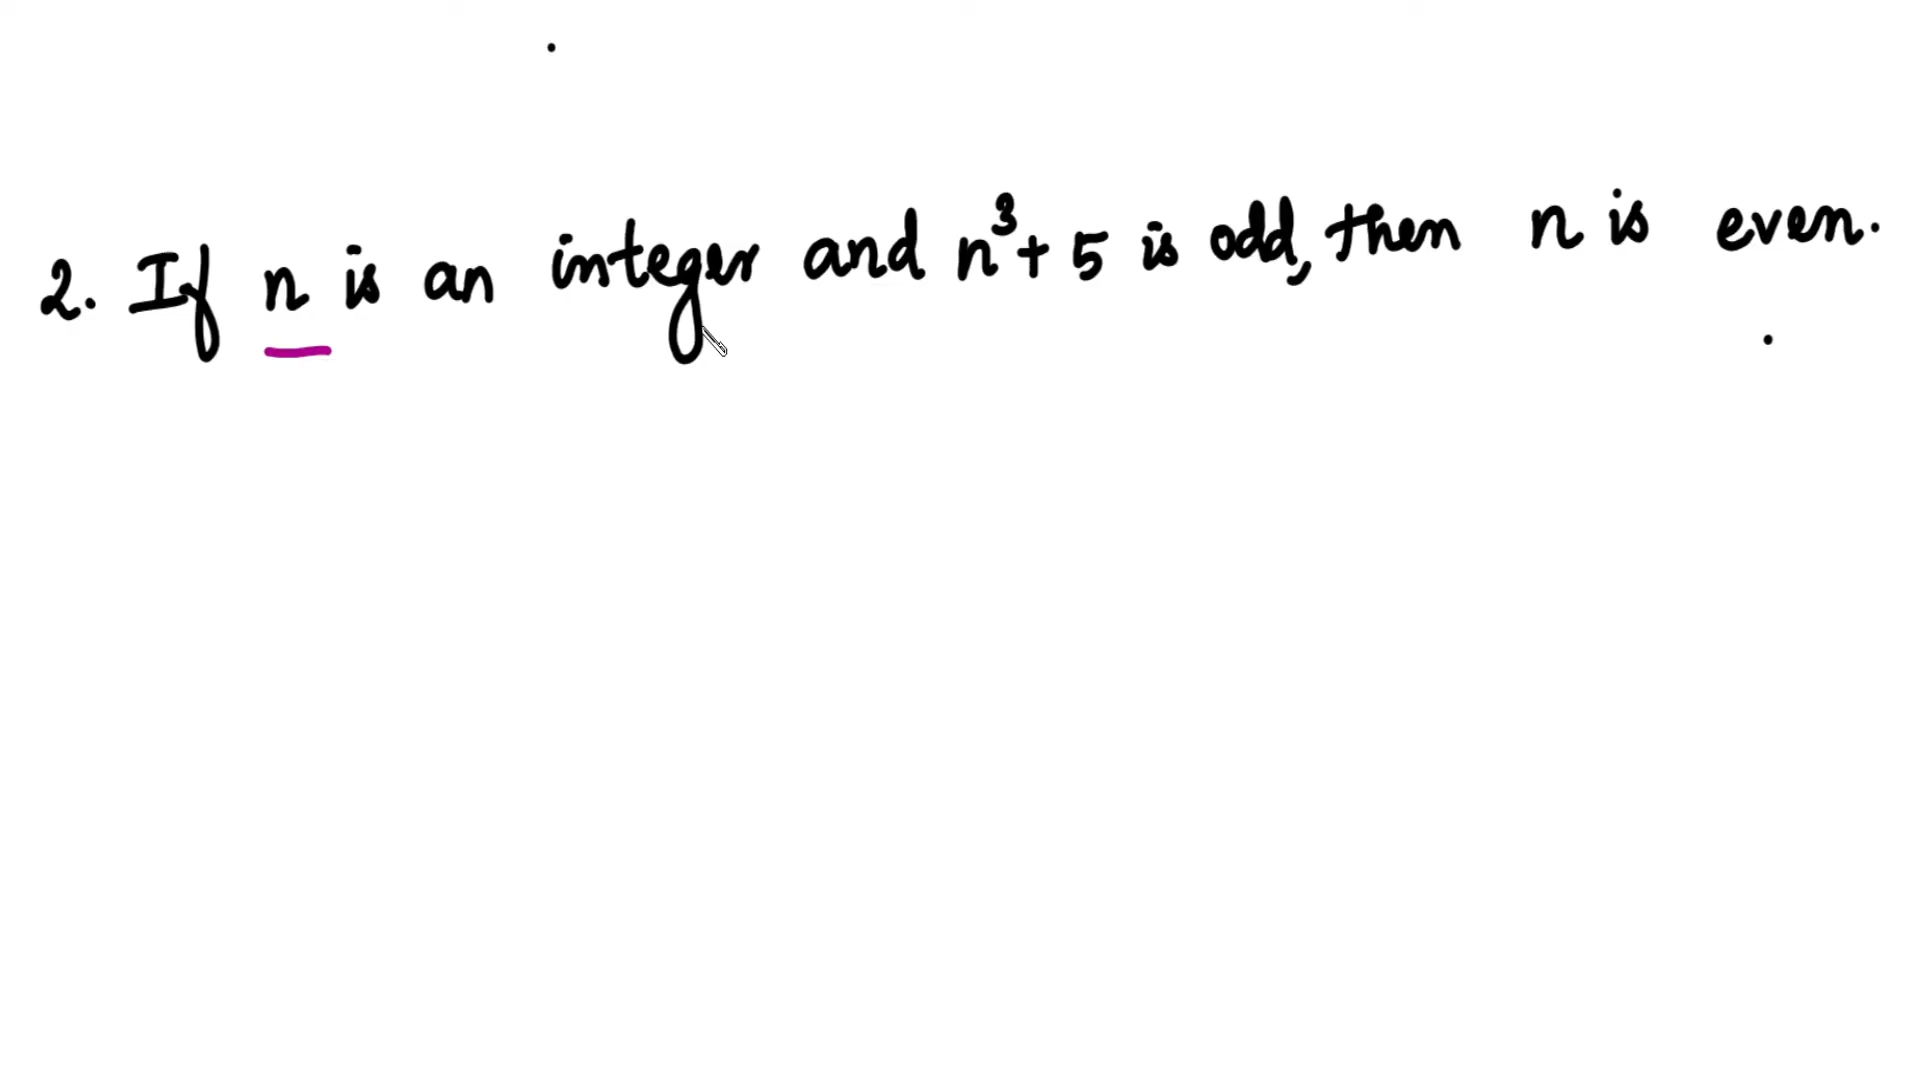 2. If n is an integer and n³+ 5 is odd, then n is even.